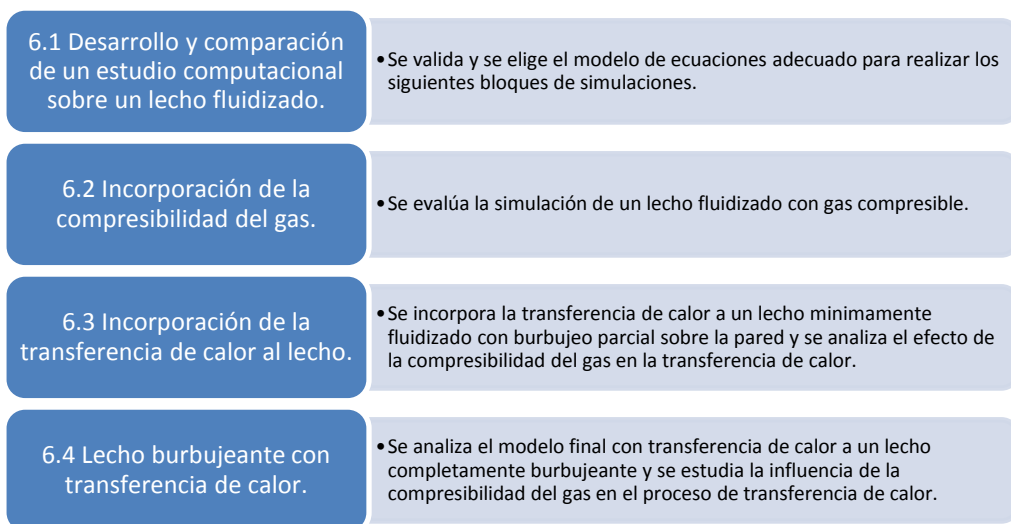 6.1 Desarrollo y comparación
de un estudio computacional
sobre un lecho fluidizado.
•Se valida y se elige el modelo de ecuaciones adecuado para realizar los
siguientes bloques de simulaciones.
6.2 Incorporación de la
compresibilidad del gas.
•Se evalúa la simulación de un lecho fluidizado con gas compresible.
6.3 Incorporación de la
transferencia de calor al lecho.
•Se incorpora la transferencia de calor a un lecho minimamente
fluidizado con burbujeo parcial sobre la pared y se analiza el efecto de
la compresibilidad del gas en la transferencia de calor.
6.4 Lecho burbujeante con
transferencia de calor.
•Se analiza el modelo final con transferencia de calor a un lecho
completamente burbujeante y se estudia la influencia de la
compresibilidad del gas en el proceso de transferencia de calor.